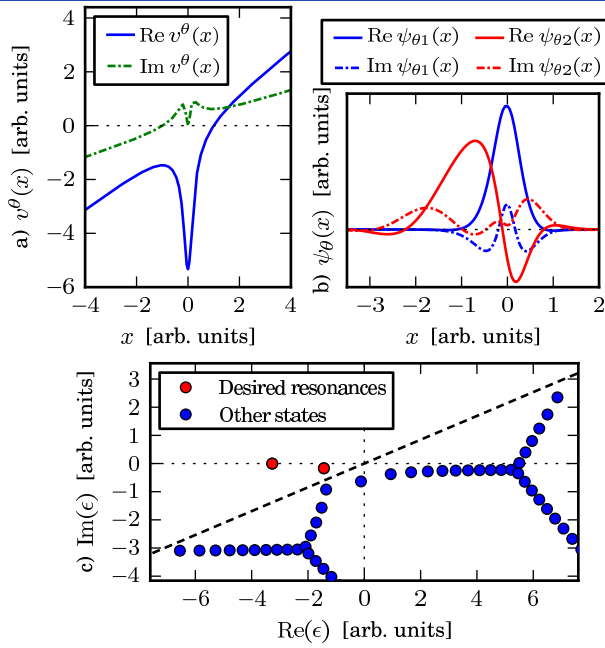 Re v^θ(x)
Im v^θ(x)
4
2
0
−2
−4
−6
−4 −2 0 2 4
x [arb. units]
a) v^θ(x) [arb. units]
Re ψ_θ1(x) Re ψ_θ2(x)
Im ψ_θ1(x) Im ψ_θ2(x)
−3 −2 −1 0 1 2
x [arb. units]
b) ψ_θ(x) [arb. units]
Desired resonances
Other states
3
2
1
0
−1
−2
−3
−4
−6 −4 −2 0 2 4 6
Re(ϵ) [arb. units]
c) Im(ϵ) [arb. units]